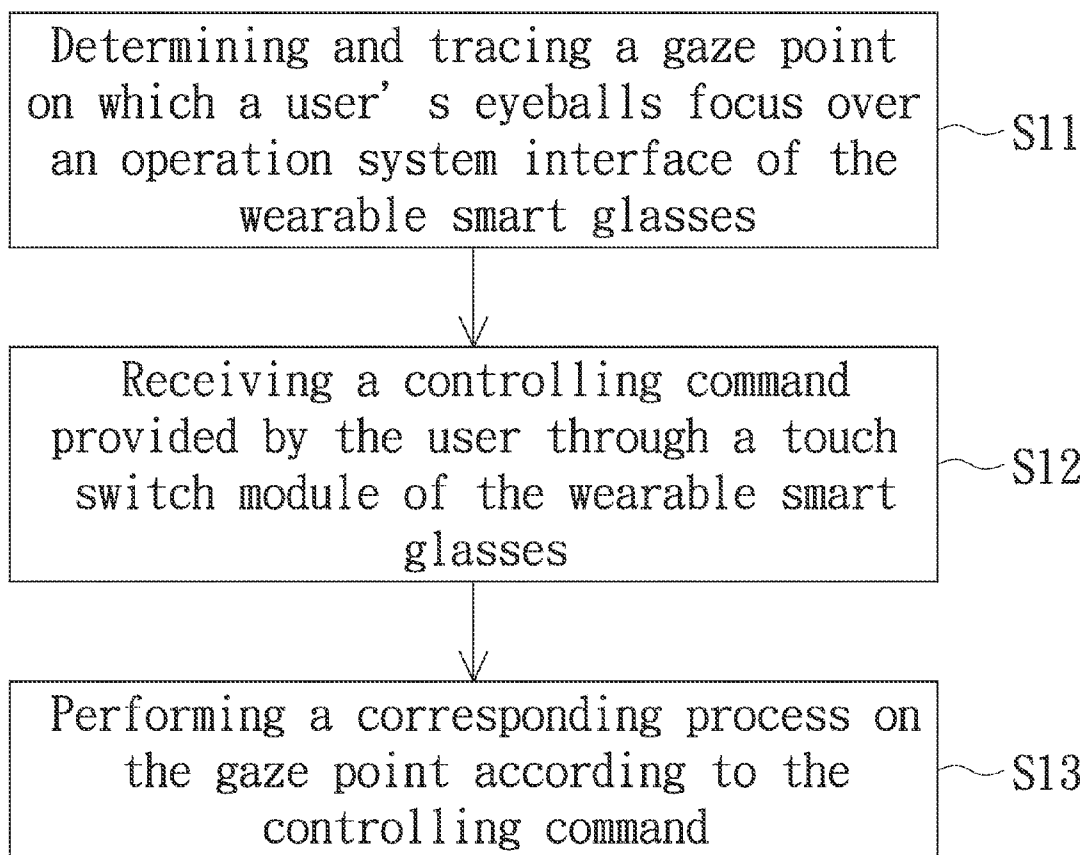 Determining and tracing a gaze point
on which a user's eyeballs focus over
an operation system interface of the
wearable smart glasses
S11
Receiving a controlling command
provided by the user through a touch
switch module of the wearable smart
glasses
S12
Performing a corresponding process on
the gaze point according to the
controlling command
S13